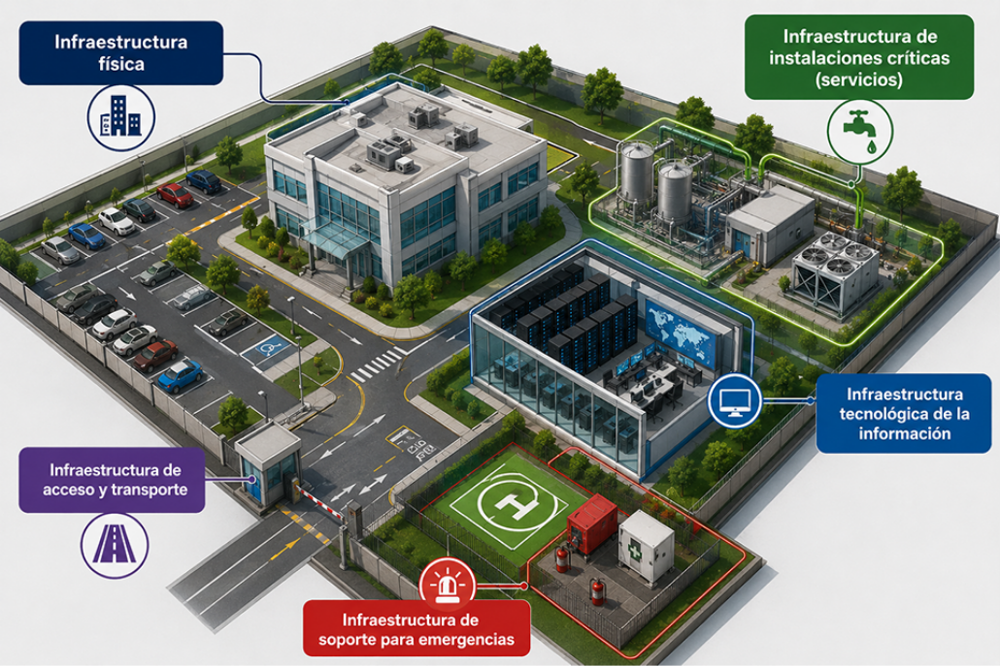 Infraestructura
física
Infraestructura de
instalaciones críticas
(servicios)
Infraestructura
tecnológica de la
información
Infraestructura de
acceso y transporte
H
Infraestructura de
soporte para emergencias